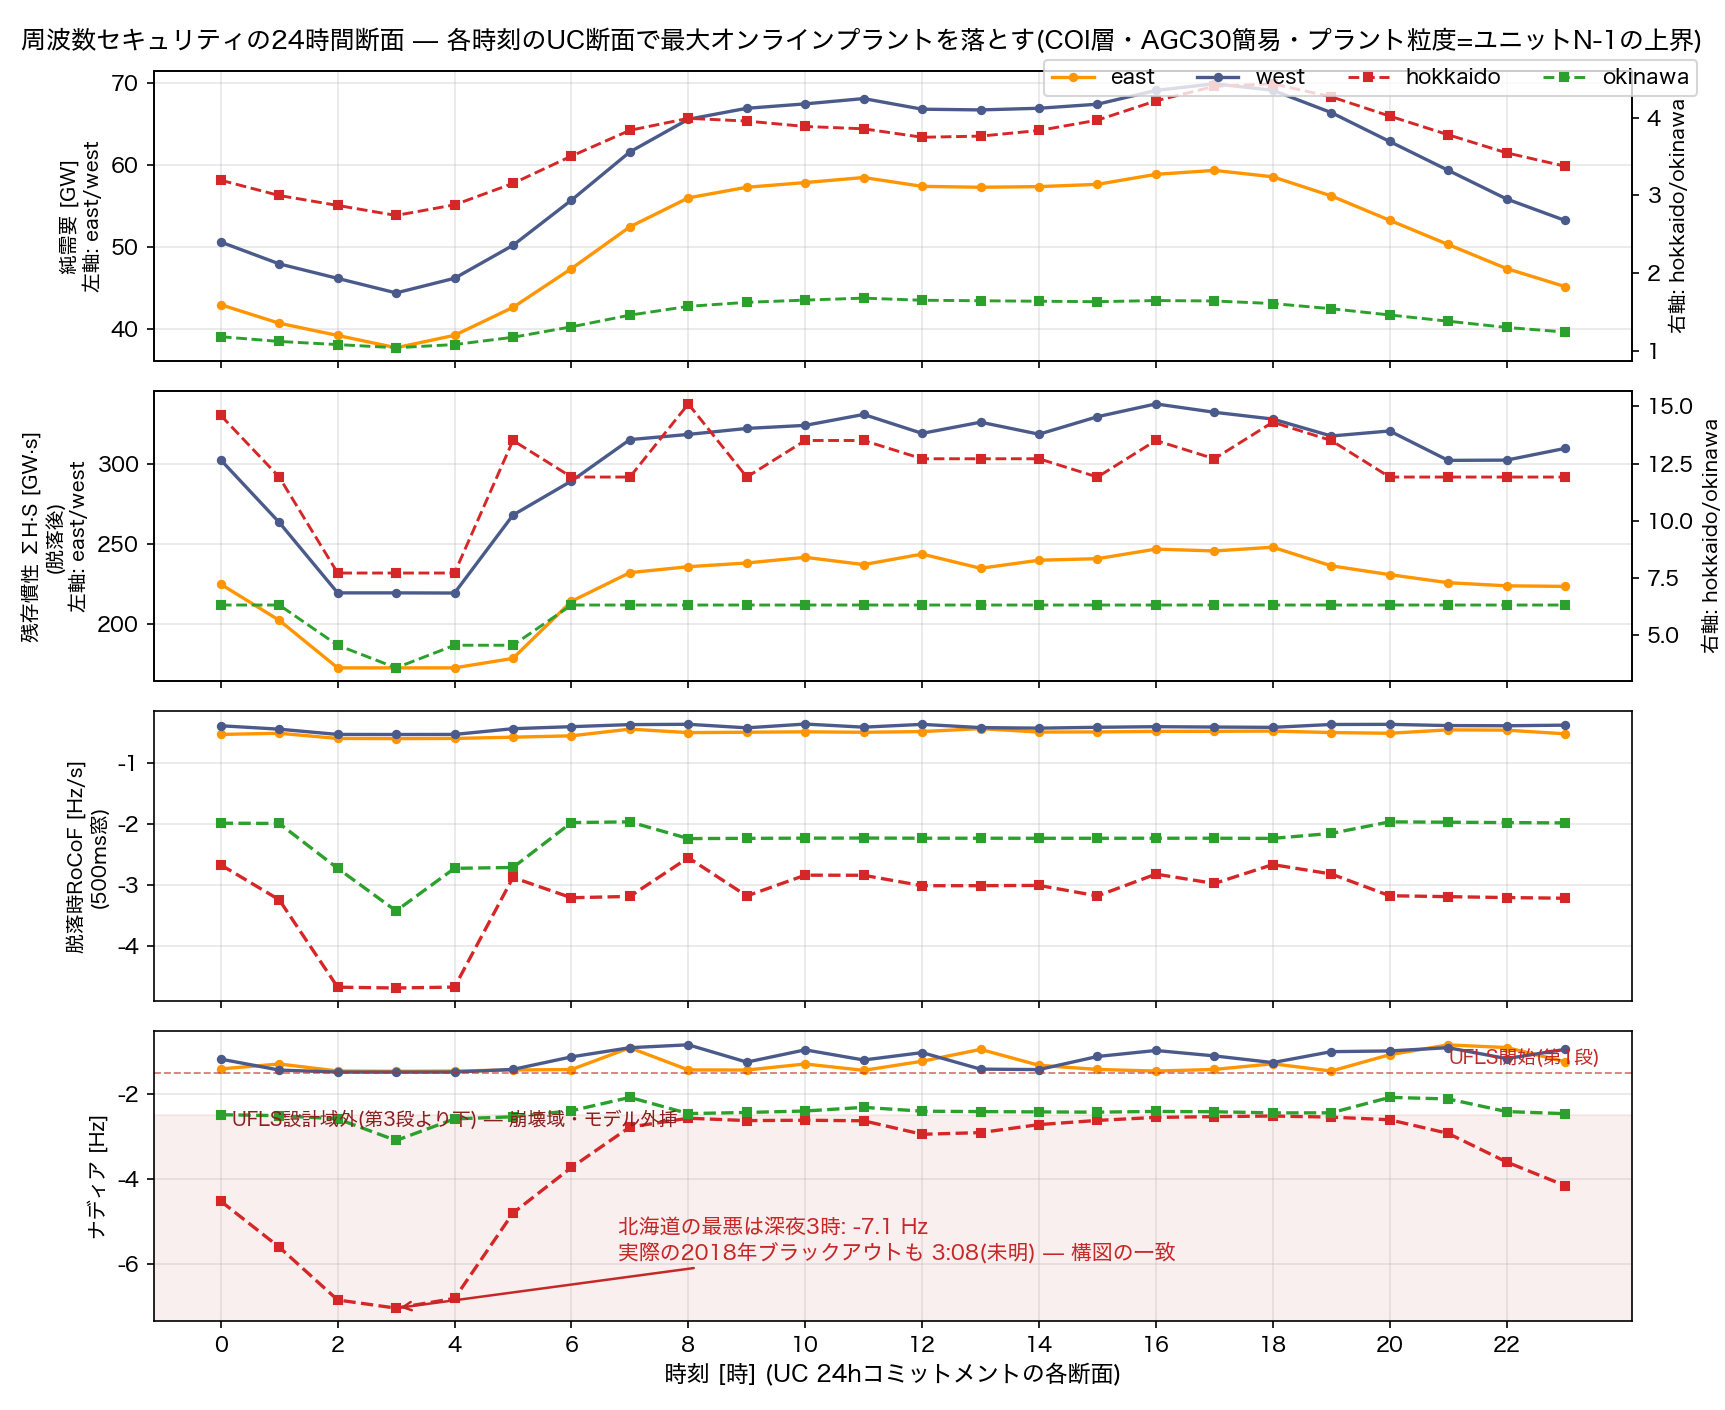 周波数セキュリティの24時間断面 — 各時刻のUC断面で最大オンラインプラントを落とす(COI層・AGC30簡易・プラント粒度=ユニットN-1の上界)
east west hokkaido okinawa
純需要 [GW]
左軸: east/west
70
60
50
40
4
3
2
1
右軸: hokkaido/okinawa
残存慣性 ΣH·S [GW·s]
(脱落後)
左軸: east/west
300
250
200
15.0
12.5
10.0
7.5
5.0
右軸: hokkaido/okinawa
脱落時RoCoF [Hz/s]
(500ms窓)
-1
-2
-3
-4
ナディア [Hz]
-2
-4
-6
UFLS開始(第1段)
UFLS設計域外(第3段より下) — 崩壊域・モデル外挿
北海道の最悪は深夜3時: -7.1 Hz
実際の2018年ブラックアウトも 3:08(未明) — 構図の一致
0 2 4 6 8 10 12 14 16 18 20 22
時刻 [時] (UC 24hコミットメントの各断面)